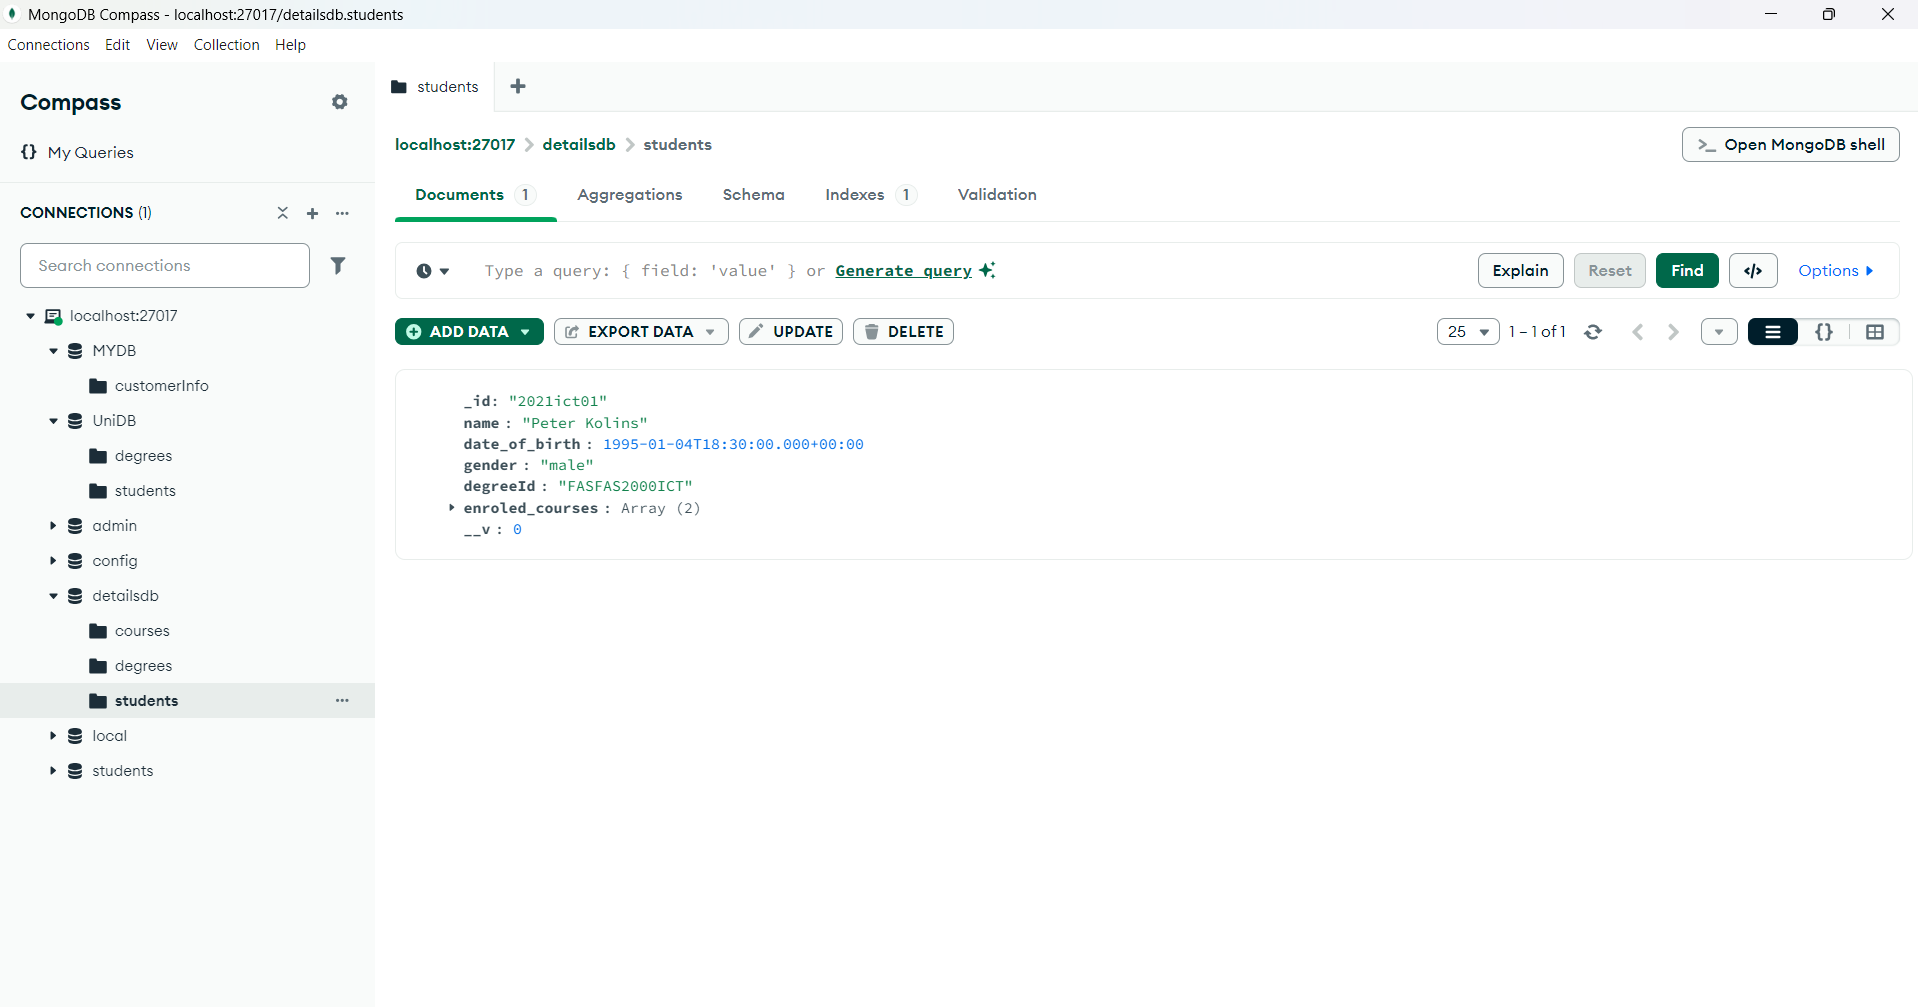 MongoDB Compass - localhost:27017/detailsdb.students
Connections Edit View Collection Help
Compass
{} My Queries
CONNECTIONS (1)
Search connections
localhost:27017
MYDB
customerInfo
UniDB
degrees
students
admin
config
detailsdb
courses
degrees
students
local
students
students
localhost:27017 > detailsdb > students
>_ Open MongoDB shell
Documents 1 Aggregations Schema Indexes 1 Validation
Type a query: { field: 'value' } or Generate query
Explain Reset Find </> Options
ADD DATA EXPORT DATA UPDATE DELETE
25 1 – 1 of 1 {}
_id: "2021ict01"
name : "Peter Kolins"
date_of_birth : 1995-01-04T18:30:00.000+00:00
gender : "male"
degreeId : "FASFAS2000ICT"
enroled_courses : Array (2)
__v : 0